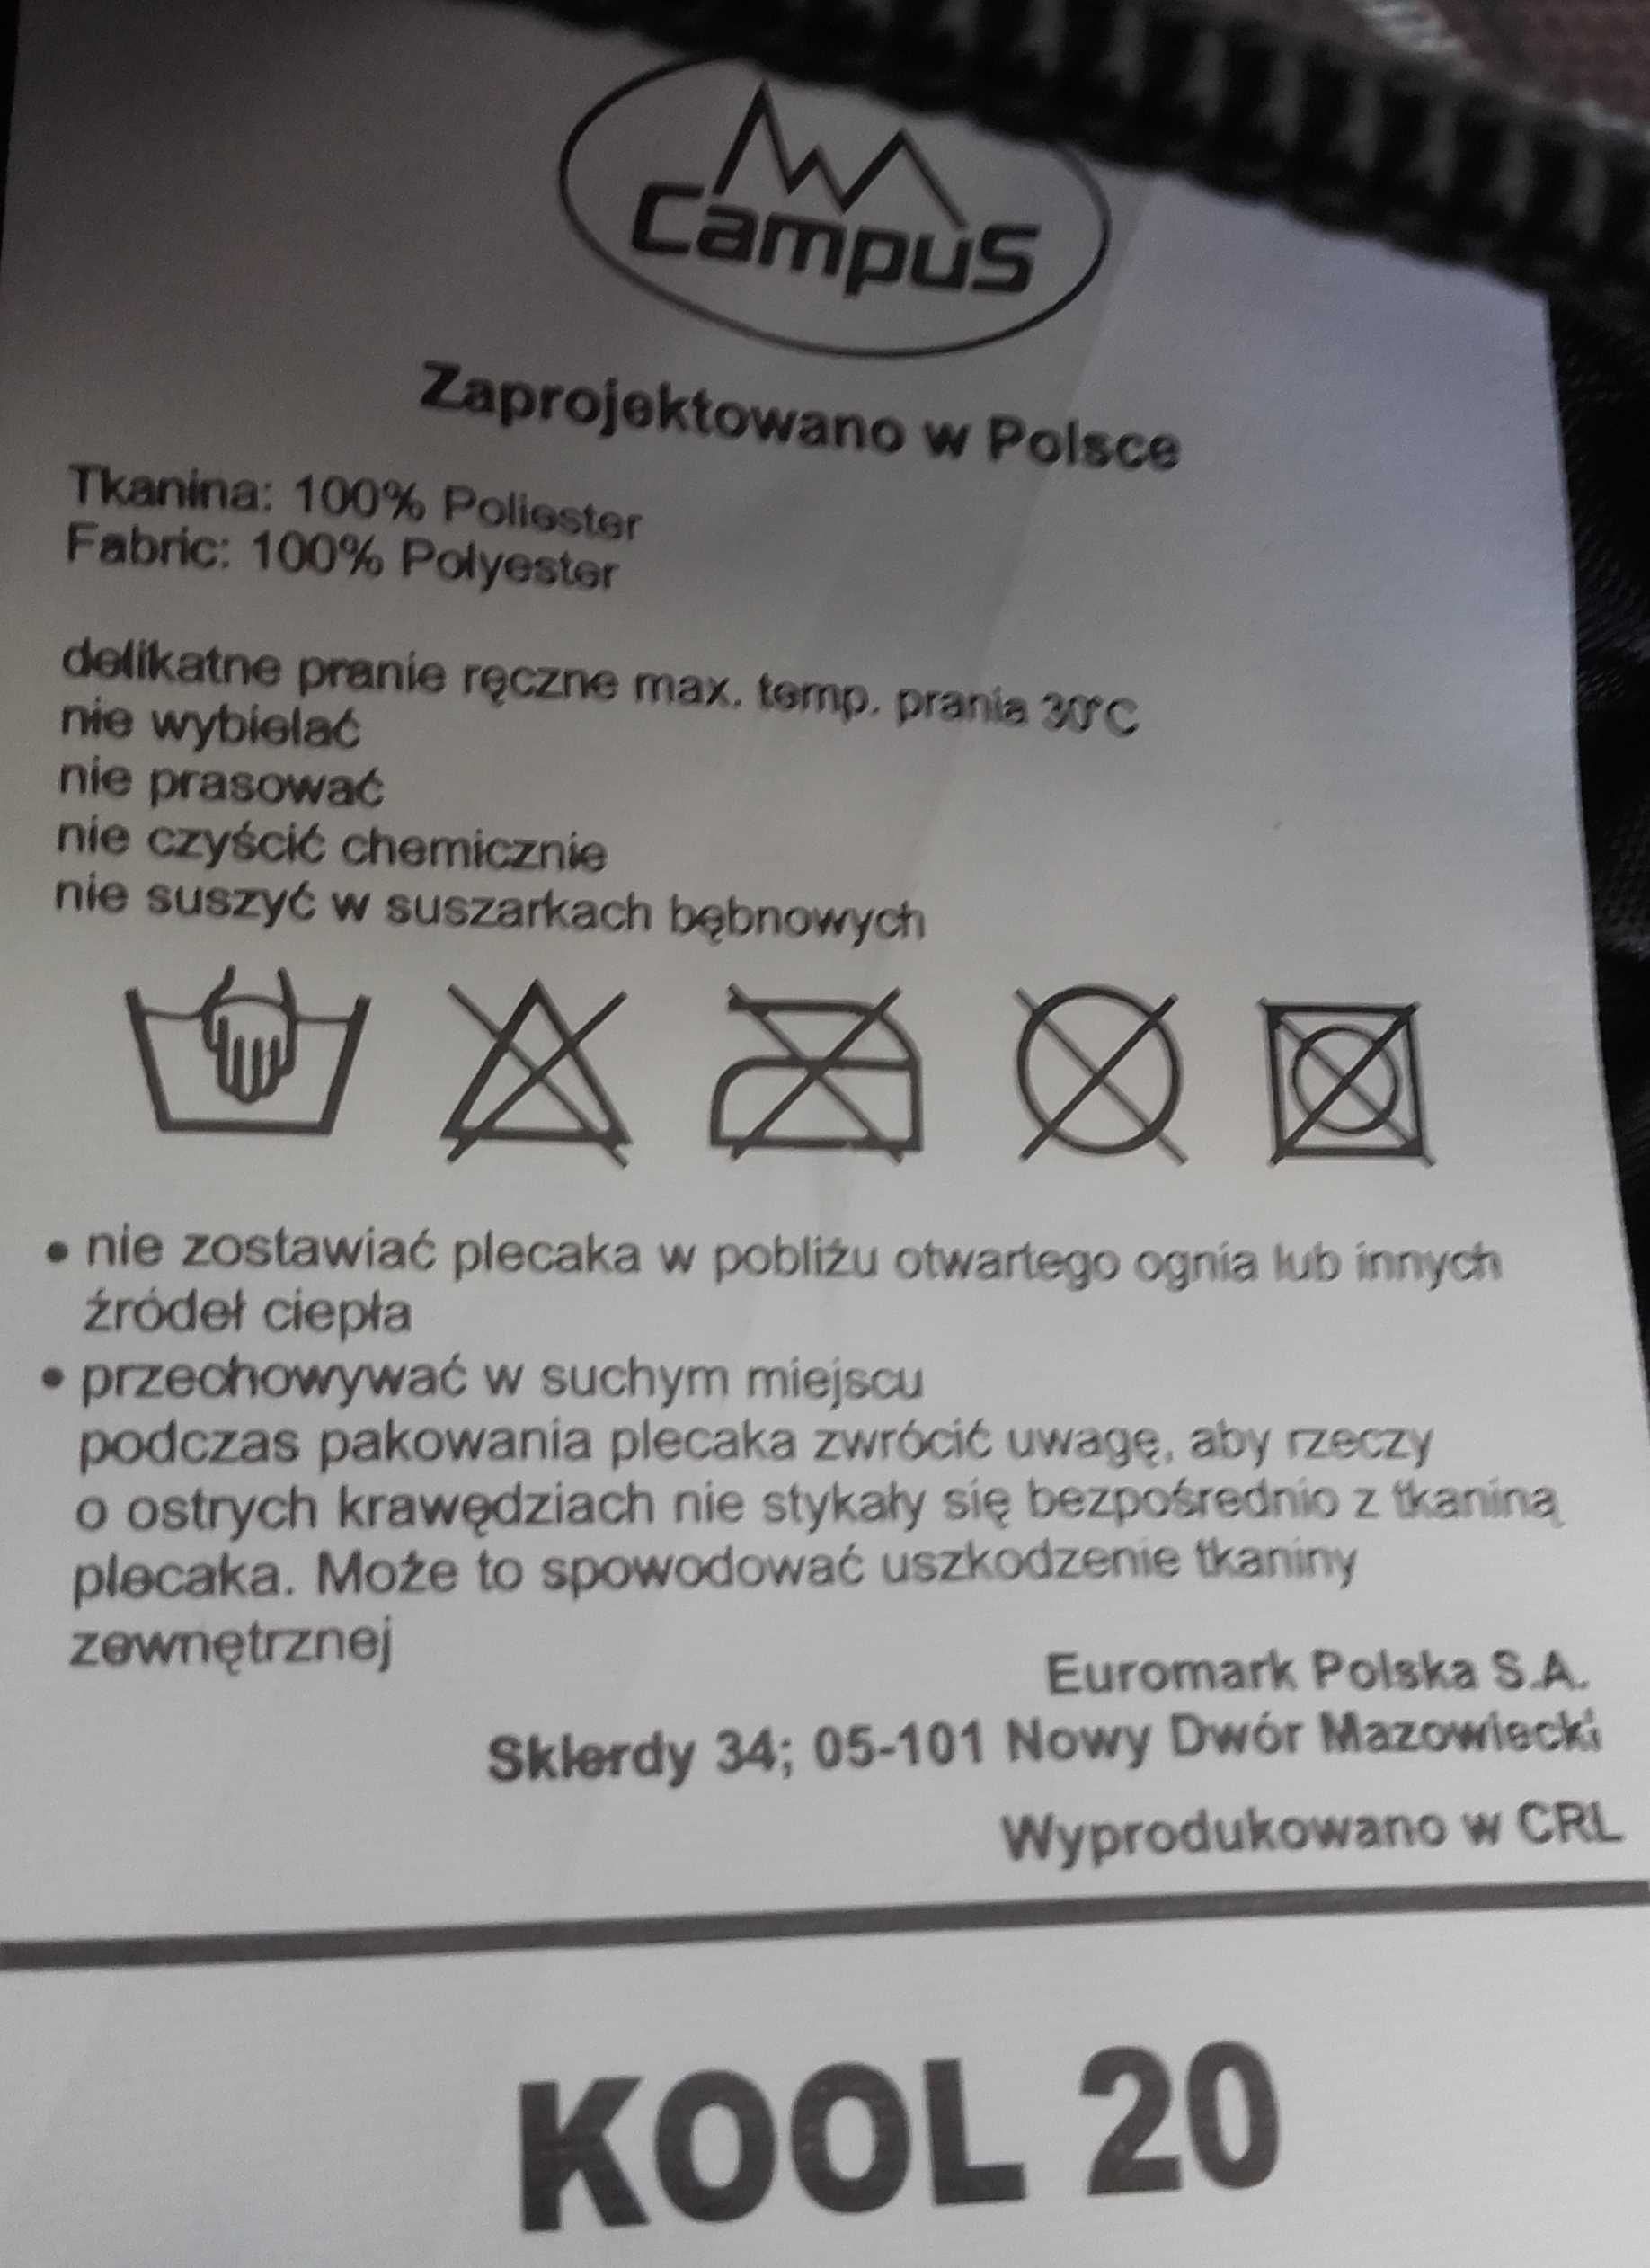 Campus
Zaprojektowano w Polsce
Tkanina: 100% Poliester
Fabric: 100% Polyester
delikatne pranie ręczne max. temp. prania 30°C
nie wybielać
nie prasować
nie czyścić chemicznie
nie suszyć w suszarkach bębnowych
• nie zostawiać plecaka w pobliżu otwartego ognia lub innych
źródeł ciepła
• przechowywać w suchym miejscu
podczas pakowania plecaka zwrócić uwagę, aby rzeczy
o ostrych krawędziach nie stykały się bezpośrednio z tkaniną
plecaka. Może to spowodować uszkodzenie tkaniny
zewnętrznej
Euromark Polska S.A.
Skierdy 34; 05-101 Nowy Dwór Mazowiecki
Wyprodukowano w CRL
KOOL 20